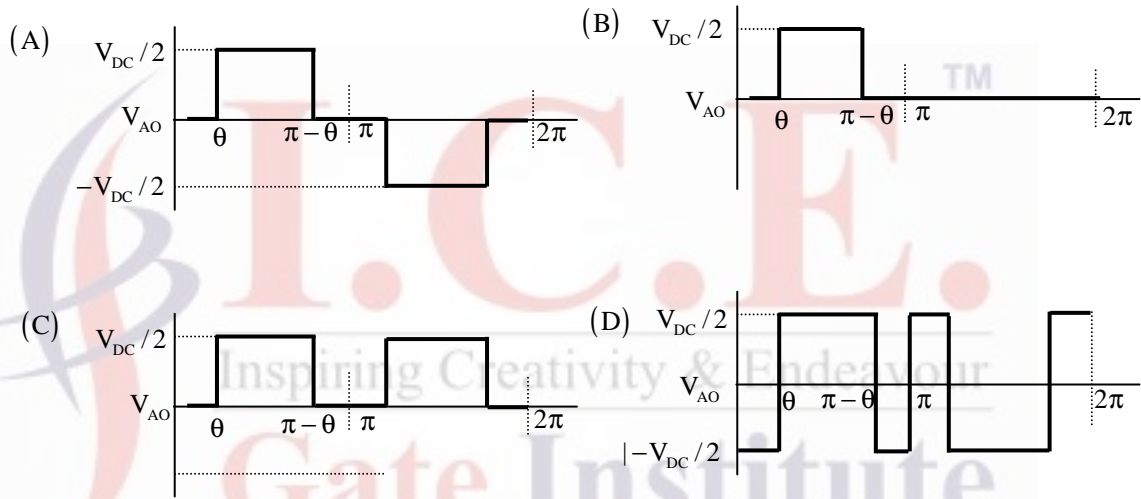 (A)
V_DC/2
V_AO
θ π−θ π 2π
−V_DC/2
(B)
V_DC/2
V_AO
θ π−θ π 2π
TM
I.C.E.
(C)
V_DC/2
V_AO
θ π−θ π 2π
(D)
V_DC/2
V_AO
θ π−θ π 2π
|−V_DC/2
Inspiring Creativity & Endeavour
Gate Institute